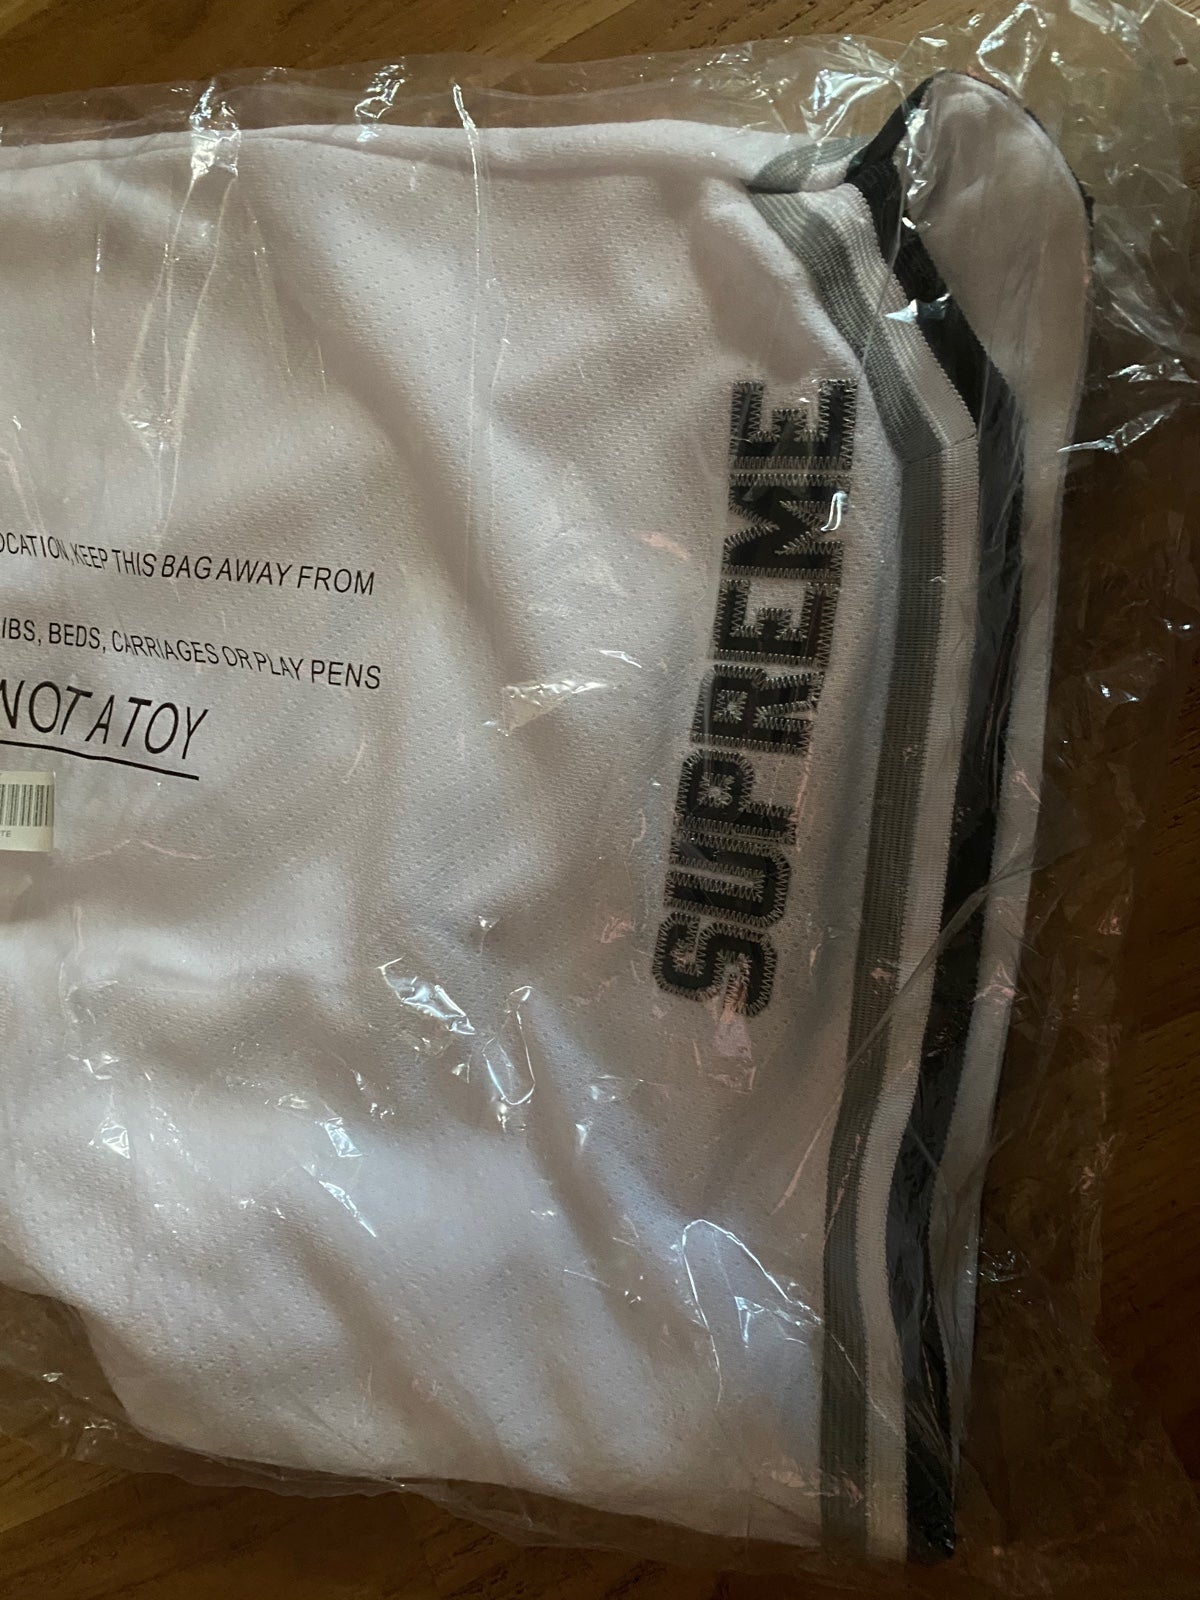 OCATION,KEEP THIS BAG AWAY FROM
IBS, BEDS, CARRIAGES OR PLAY PENS
NOT A TOY
SUPREME